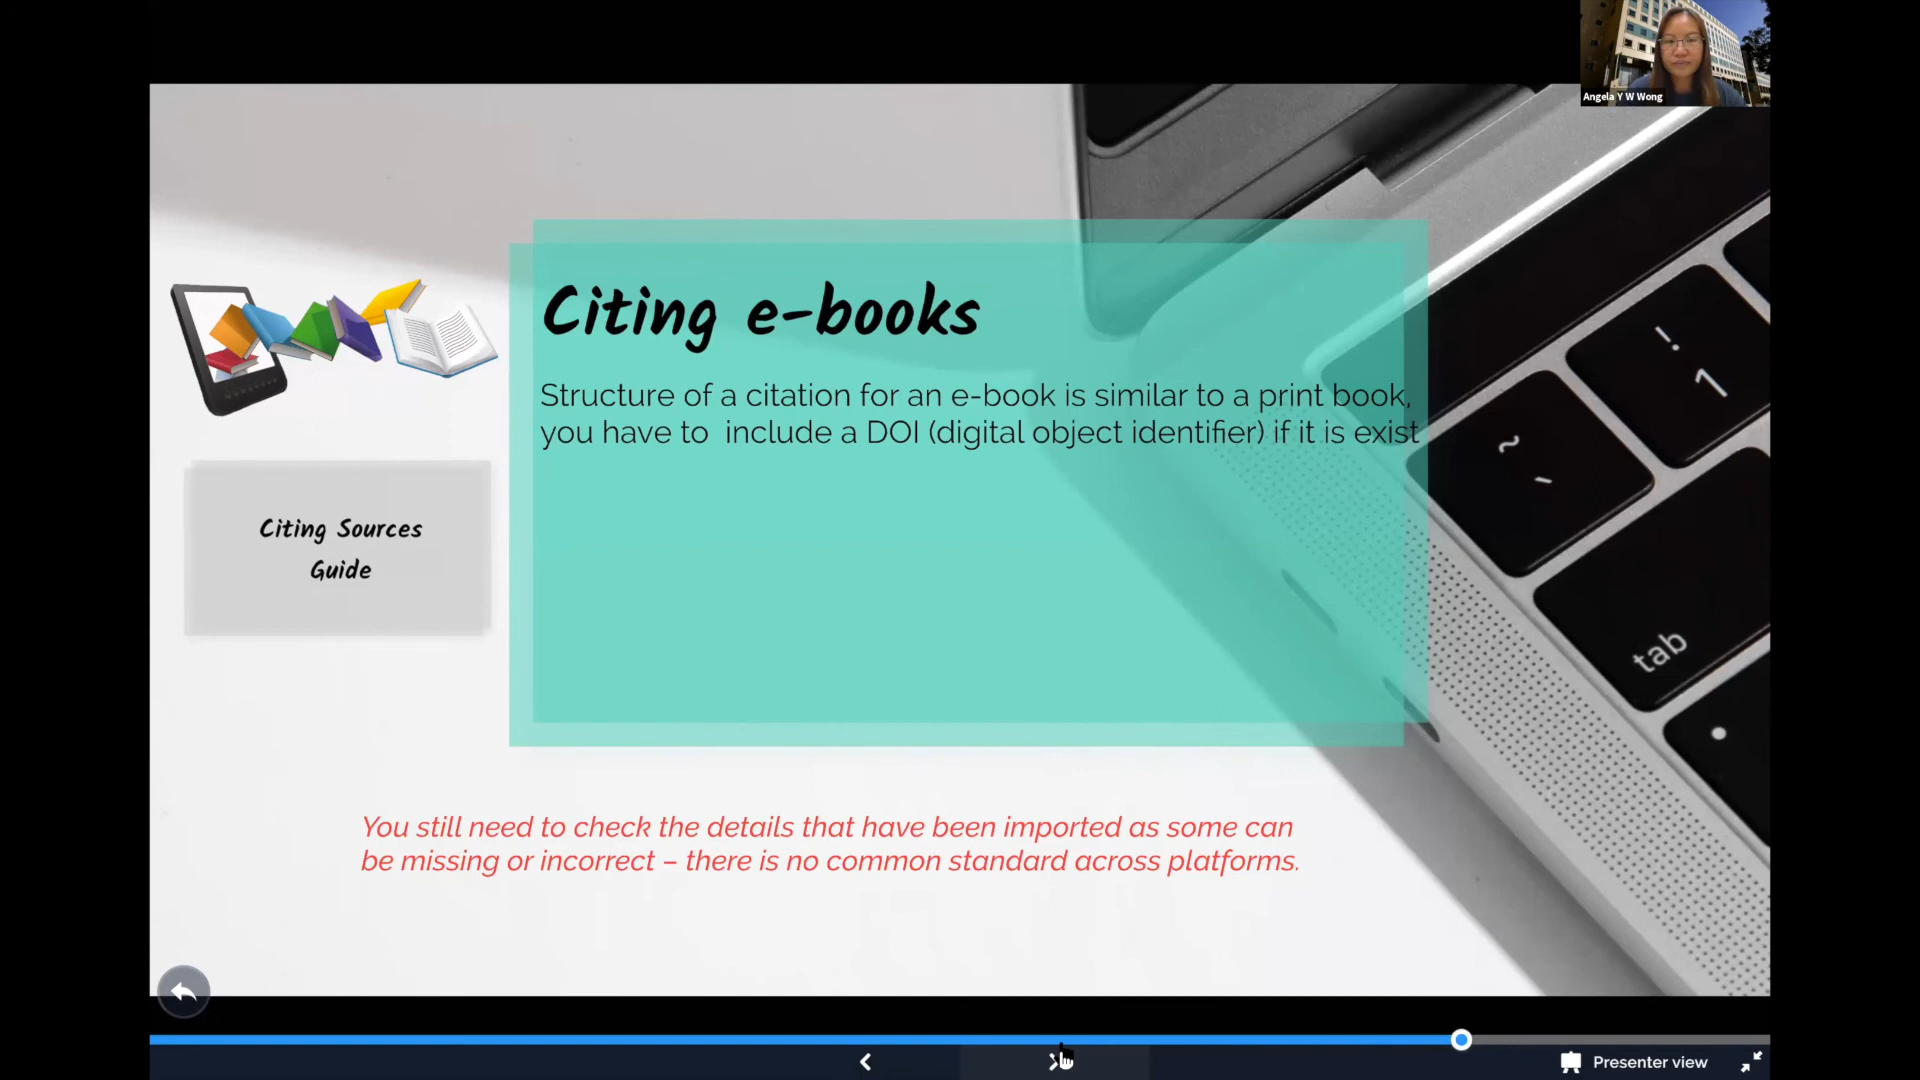 Angela Y W Wong
Citing e-books
Structure of a citation for an e-book is similar to a print book,
you have to include a DOI (digital object identifier) if it is exist
Citing Sources
Guide
!
1
~
tab
You still need to check the details that have been imported as some can
be missing or incorrect – there is no common standard across platforms.
Presenter view